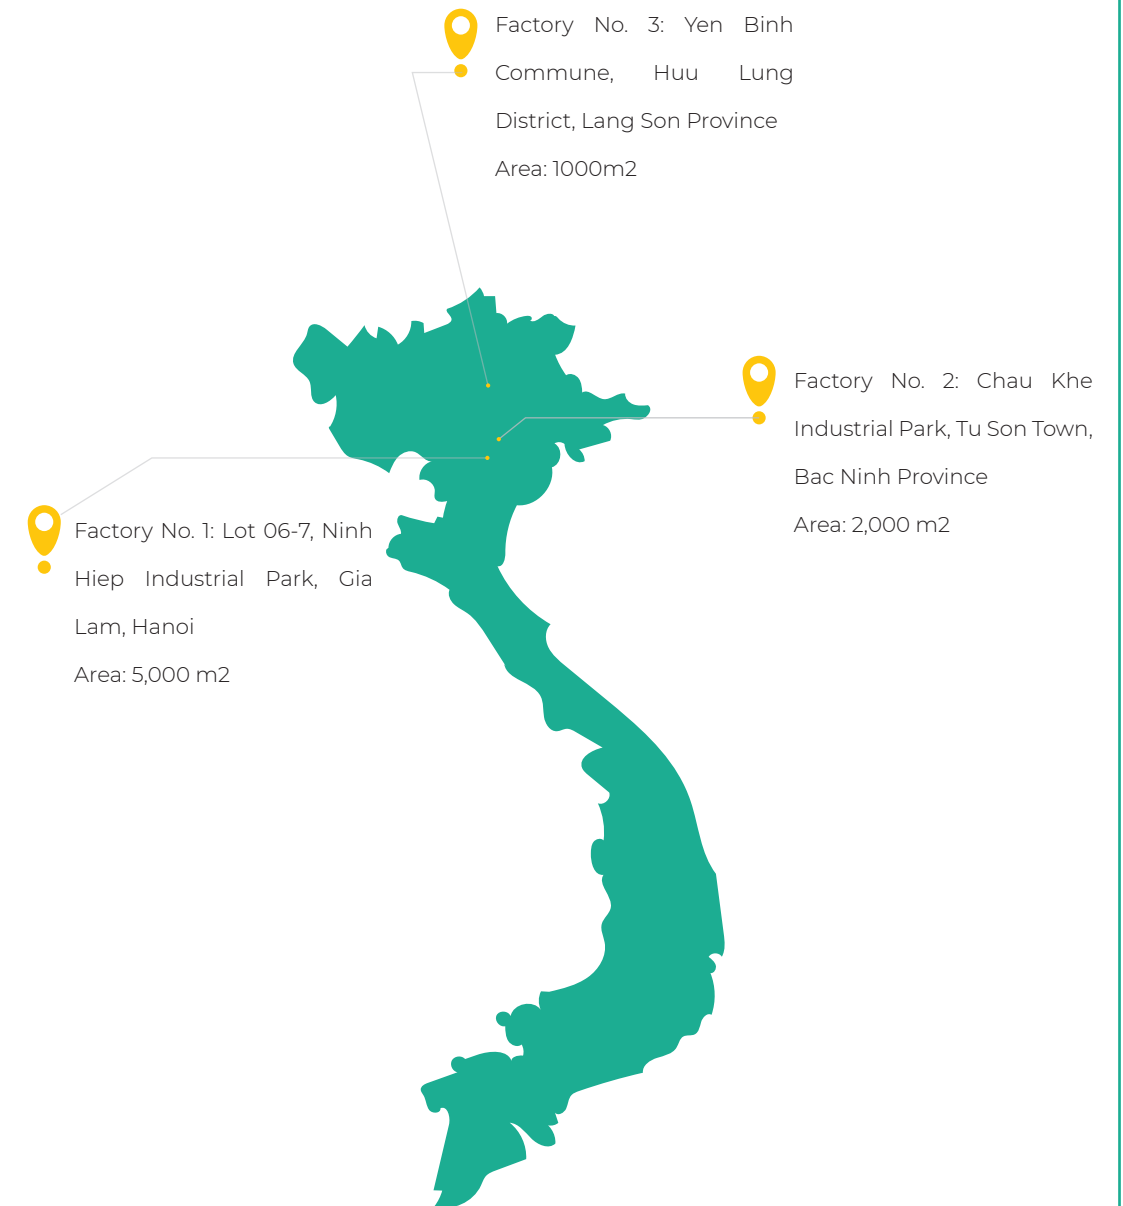 Factory No. 3: Yen Binh
Commune, Huu Lung
District, Lang Son Province
Area: 1000m2
Factory No. 2: Chau Khe
Industrial Park, Tu Son Town,
Bac Ninh Province
Area: 2,000 m2
Factory No. 1: Lot 06-7, Ninh
Hiep Industrial Park, Gia
Lam, Hanoi
Area: 5,000 m2